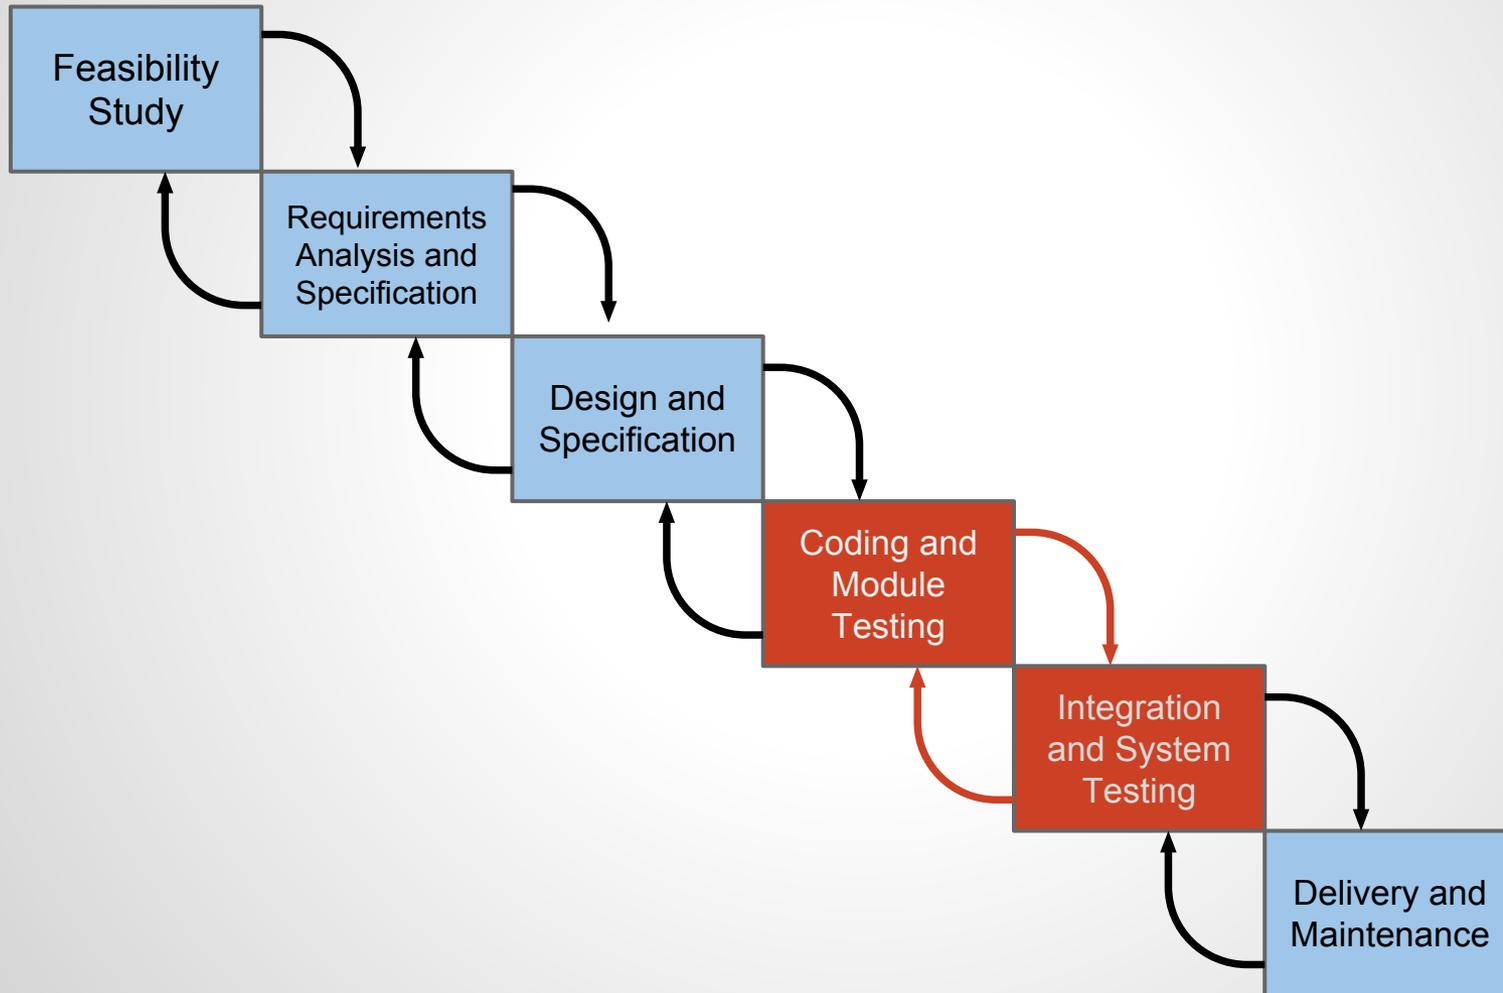 Feasibility
Study
Requirements
Analysis and
Specification
Design and
Specification
Coding and
Module
Testing
Integration
and System
Testing
Delivery and
Maintenance